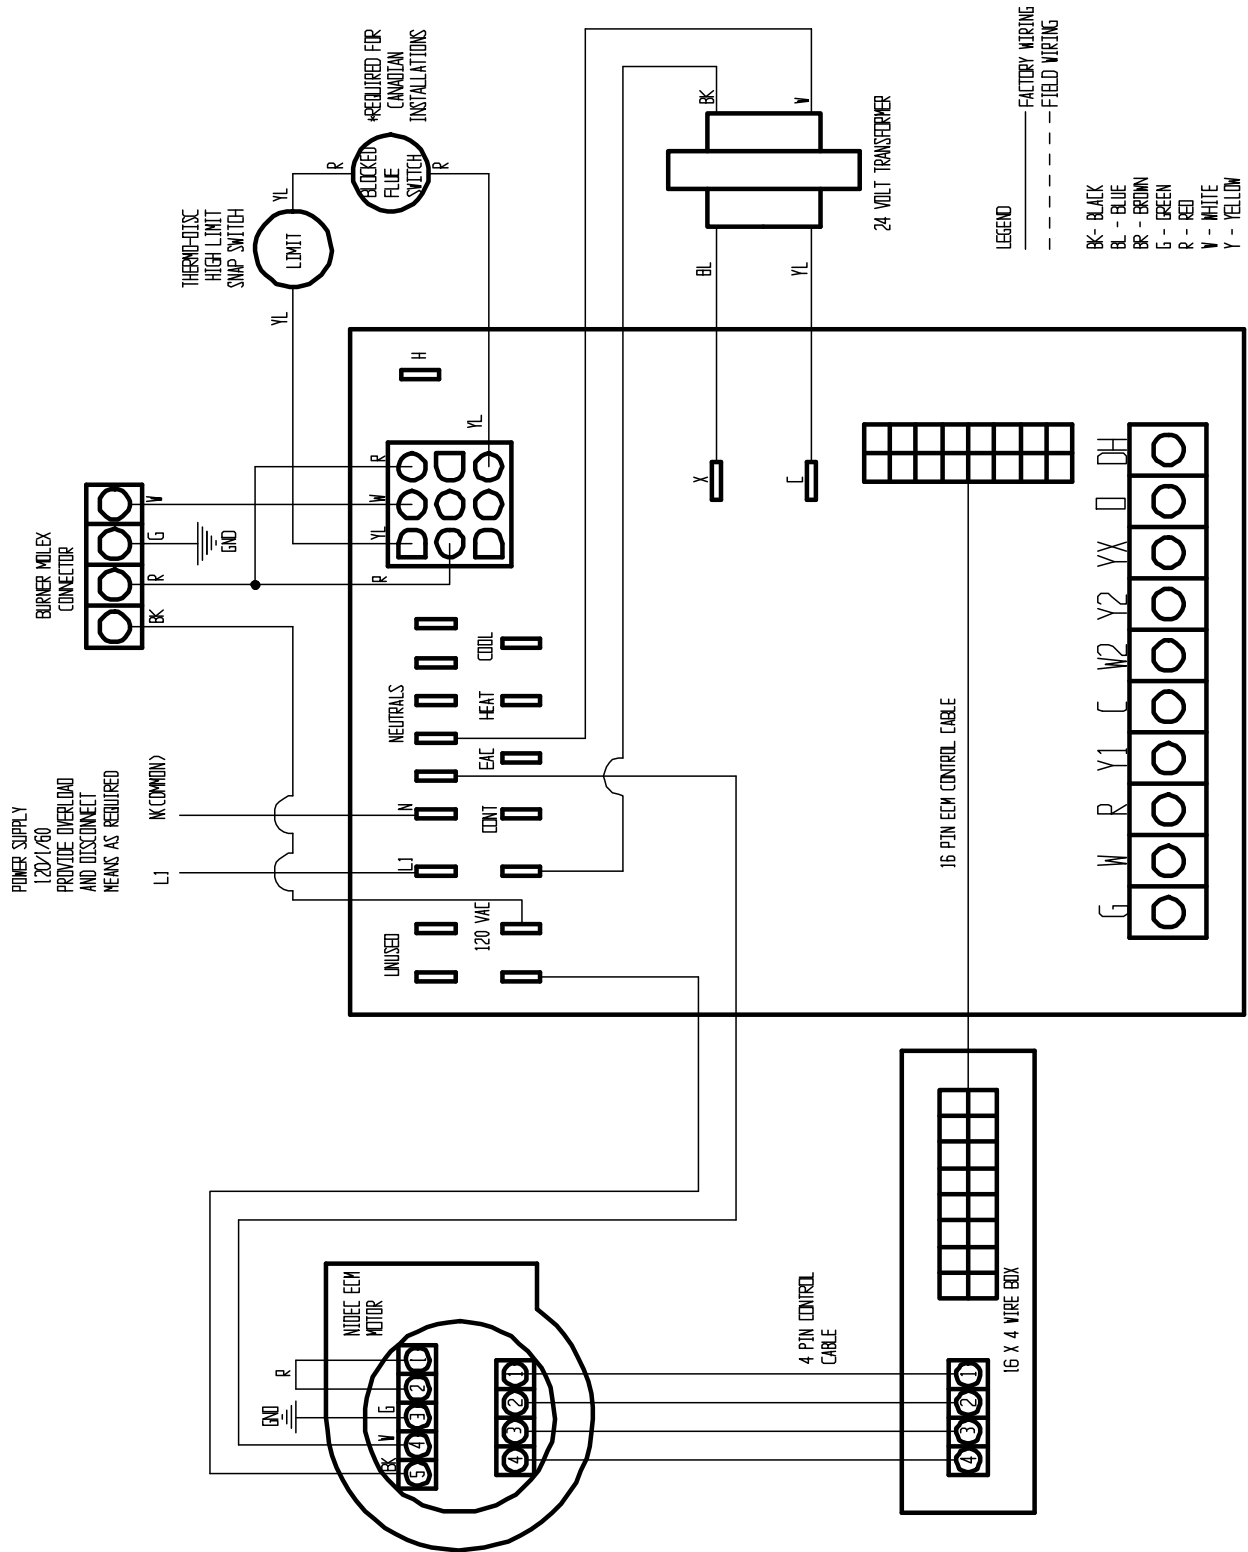 POWER SUPPLY
120/1/60
PROVIDE OVERLOAD
AND DISCONNECT
MEANS AS REQUIRED
L1
N(COMMON)
BURNER MOLEX
CONNECTOR
BK
R
G
W
GND
THERMO-DISC
HIGH LIMIT
SNAP SWITCH
LIMIT
YL
YL
*REQUIRED FOR
CANADIAN
INSTALLATIONS
BLOCKED
FLUE
SWITCH
R
R
R
YL
W
R
YL
H
UNUSED
L1
N
NEUTRALS
120 VAC
CONT
EAC
HEAT
COOL
BK
W
24 VOLT TRANSFORMER
BL
YL
X
C
16 PIN ECM CONTROL CABLE
G
W
R
Y1
C
W2
Y2
YX
O
DH
LEGEND
FACTORY WIRING
FIELD WIRING
BK- BLACK
BL - BLUE
BR - BROWN
G - GREEN
R - RED
W - WHITE
Y - YELLOW
NIDEC ECM
MOTOR
GND
R
G
W
BK
5
4
3
2
1
4
3
2
1
4 PIN CONTROL
CABLE
4
3
2
1
16 X 4 WIRE BOX